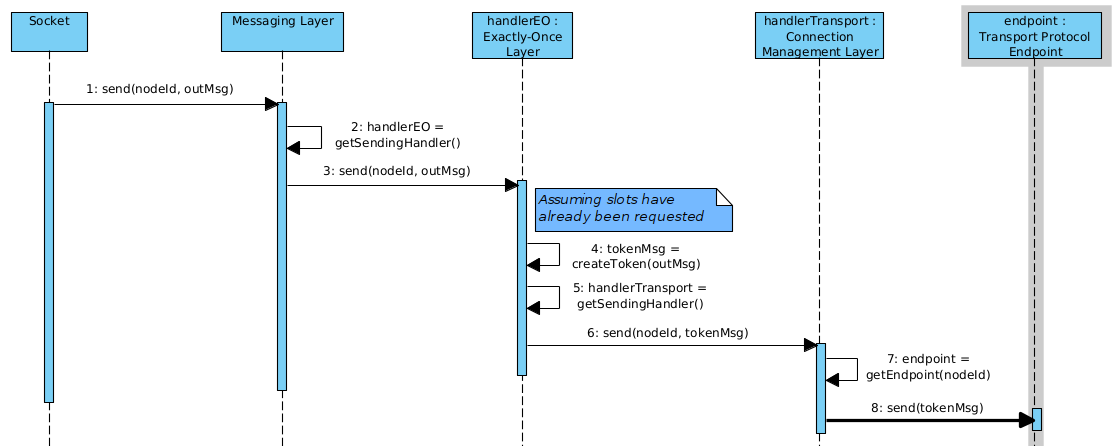 Socket
Messaging Layer
handlerEO :
Exactly-Once
Layer
handlerTransport :
Connection
Management Layer
endpoint :
Transport Protocol
Endpoint
1: send(nodeId, outMsg)
2: handlerEO =
getSendingHandler()
3: send(nodeId, outMsg)
Assuming slots have
already been requested
4: tokenMsg =
createToken(outMsg)
5: handlerTransport =
getSendingHandler()
6: send(nodeId, tokenMsg)
7: endpoint =
getEndpoint(nodeId)
8: send(tokenMsg)